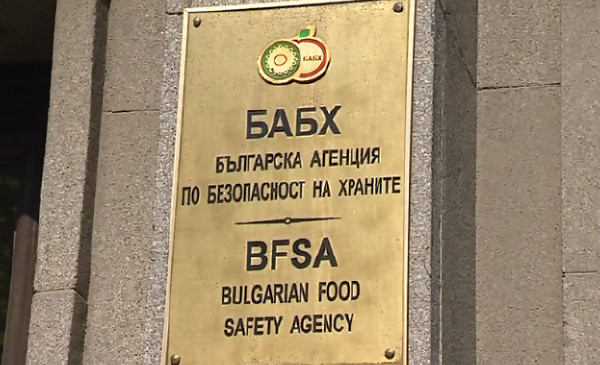 БАБХ
БАБХ
БЪЛГАРСКА АГЕНЦИЯ
ПО БЕЗОПАСНОСТ НА ХРАНИТЕ
BFSA
BULGARIAN FOOD
SAFETY AGENCY